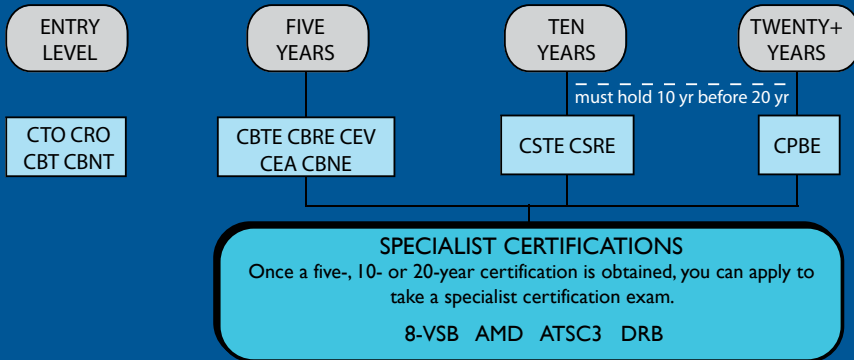 ENTRY
LEVEL
FIVE
YEARS
TEN
YEARS
TWENTY+
YEARS
must hold 10 yr before 20 yr
CTO CRO
CBT CBNT
CBTE CBRE CEV
CEA CBNE
CSTE CSRE
CPBE
SPECIALIST CERTIFICATIONS
Once a five-, 10- or 20-year certification is obtained, you can apply to
take a specialist certification exam.
8-VSB AMD ATSC3 DRB